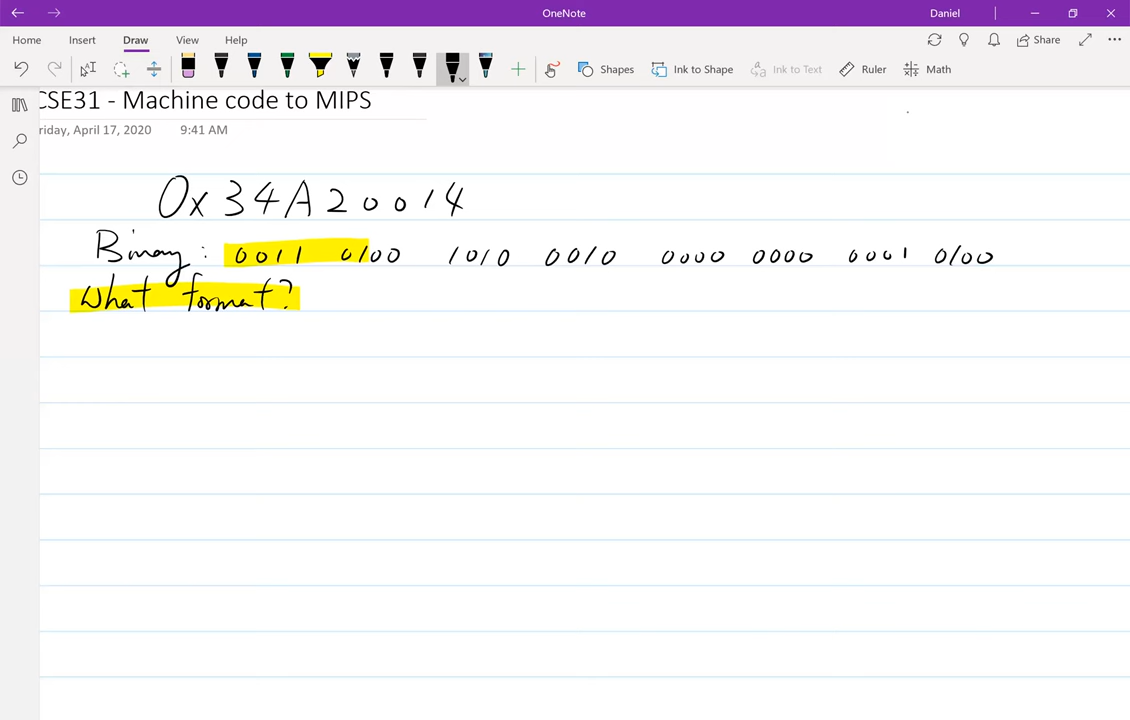 OneNote
Daniel
Home Insert Draw View Help
Share
Shapes Ink to Shape Ink to Text Ruler Math
CSE31 - Machine code to MIPS
riday, April 17, 2020 9:41 AM
0x34A20014
Binary: 0011 0100 1010 0010 0000 0000 0001 0100
What format?